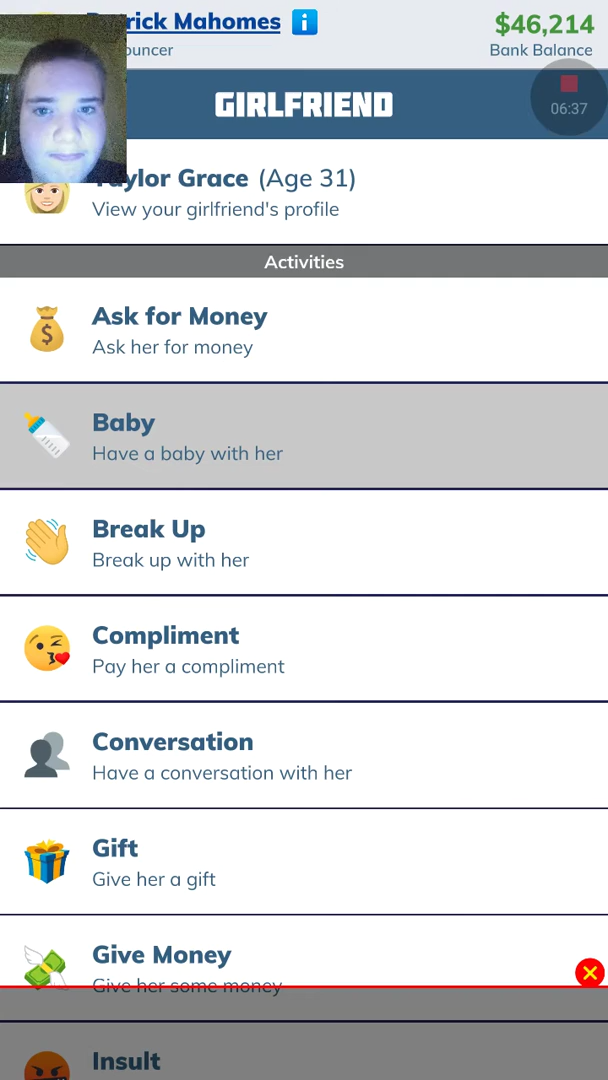 rick Mahomes
$46,214
ouncer
Bank Balance
GIRLFRIEND
06:37
Taylor Grace (Age 31)
View your girlfriend's profile
Activities
Ask for Money
Ask her for money
Baby
Have a baby with her
Break Up
Break up with her
Compliment
Pay her a compliment
Conversation
Have a conversation with her
Gift
Give her a gift
Give Money
Give her some money
Insult